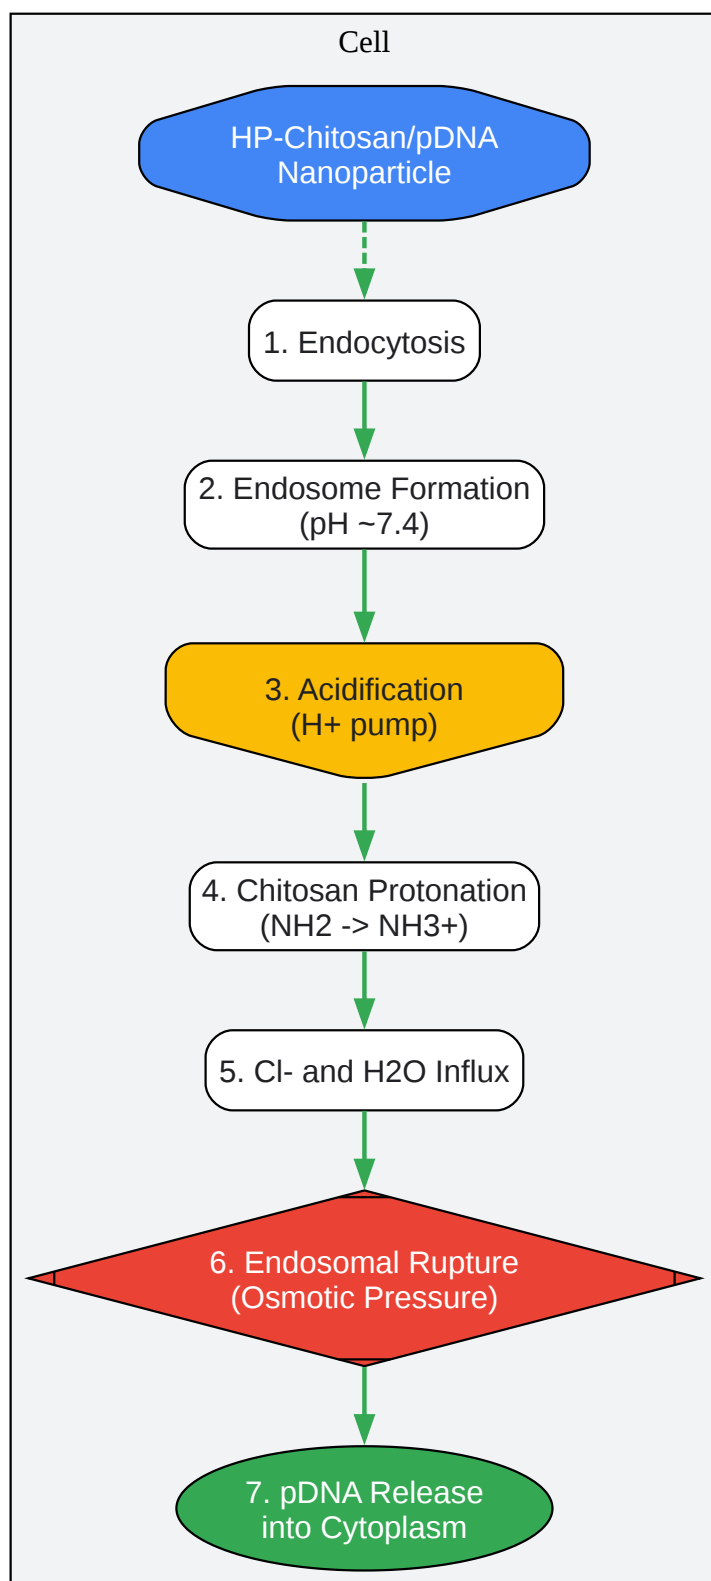 Cell
HP-Chitosan/pDNA
Nanoparticle
1. Endocytosis
2. Endosome Formation
(pH ~7.4)
3. Acidification
(H+ pump)
4. Chitosan Protonation
(NH2 -> NH3+)
5. Cl- and H2O Influx
6. Endosomal Rupture
(Osmotic Pressure)
7. pDNA Release
into Cytoplasm